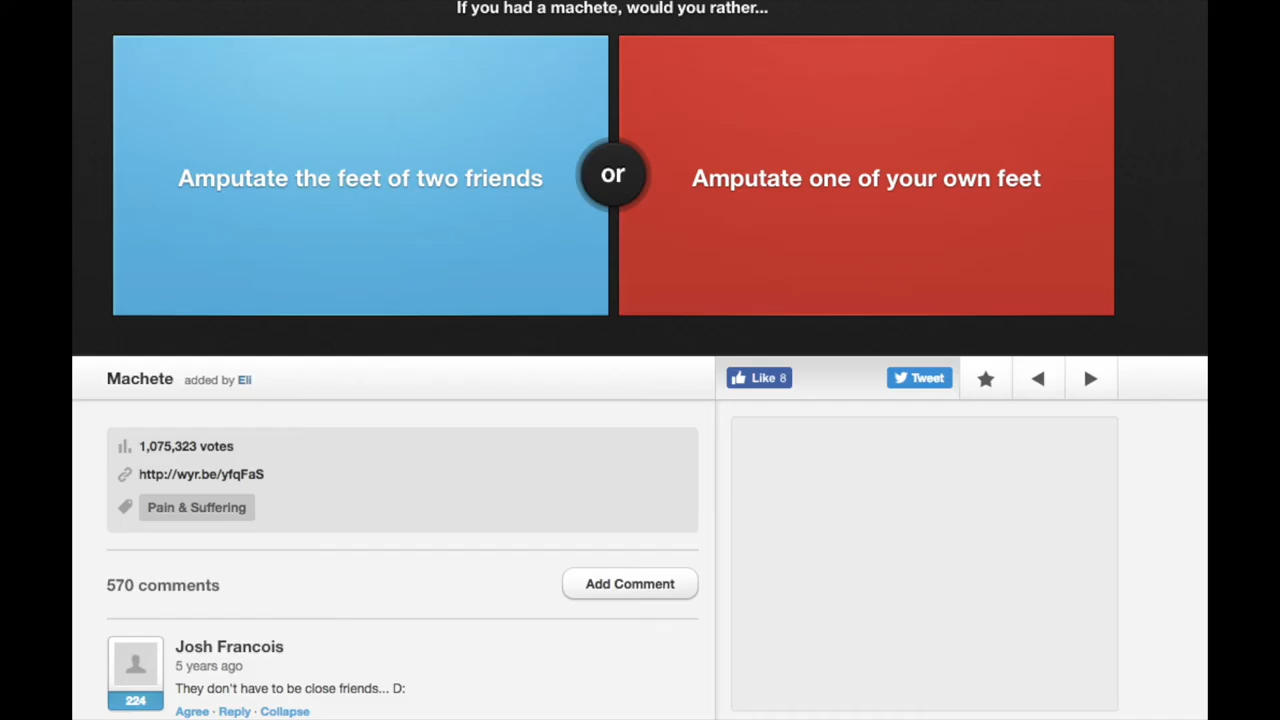 If you had a machete, would you rather...
Amputate the feet of two friends
or
Amputate one of your own feet
Machete added by Eli
Like 8
Tweet
1,075,323 votes
http://wyr.be/yfqFaS
Pain & Suffering
570 comments
Add Comment
Josh Francois
5 years ago
They don't have to be close friends... D:
224
Agree · Reply · Collapse